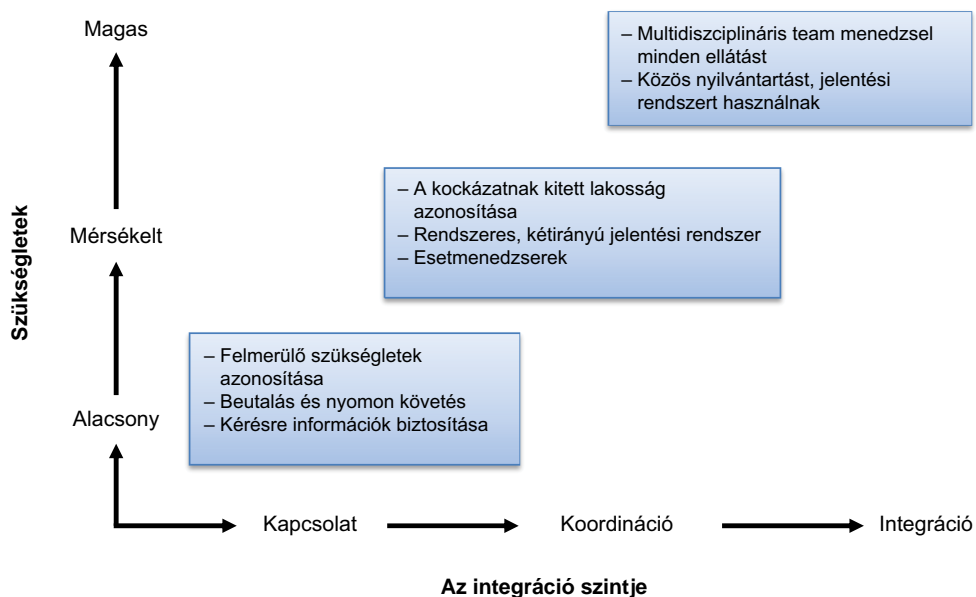 Magas
– Multidiszciplináris team menedzsel
minden ellátást
– Közös nyilvántartást, jelentési
rendszert használnak
– A kockázatnak kitett lakosság
azonosítása
– Rendszeres, kétirányú jelentési rendszer
– Esetmenedzserek
Mérsékelt
Szükségletek
– Felmerülő szükségletek
azonosítása
– Beutalás és nyomon követés
– Kérésre információk biztosítása
Alacsony
Kapcsolat
Koordináció
Integráció
Az integráció szintje